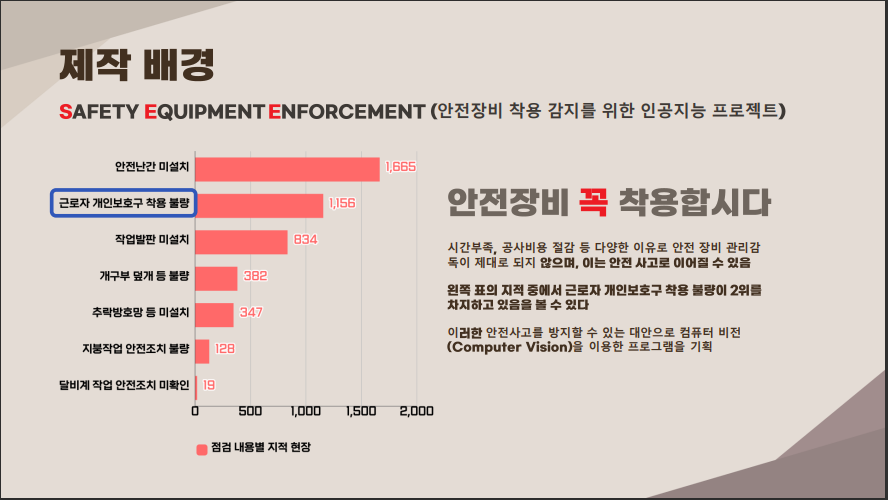 제작 배경
SAFETY EQUIPMENT ENFORCEMENT (안전장비 착용 감지를 위한 인공지능 프로젝트)
안전난간 미설치 1,665
근로자 개인보호구 착용 불량 1,156
작업발판 미설치 834
개구부 덮개 등 불량 382
추락방호망 등 미설치 347
지붕작업 안전조치 불량 128
달비계 작업 안전조치 미확인 19
0 500 1,000 1,500 2,000
점검 내용별 지적 현장
안전장비 꼭 착용합시다
시간부족, 공사비용 절감 등 다양한 이유로 안전 장비 관리감
독이 제대로 되지 않으며, 이는 안전 사고로 이어질 수 있음
왼쪽 표의 지적 중에서 근로자 개인보호구 착용 불량이 2위를
차지하고 있음을 볼 수 있다
이러한 안전사고를 방지할 수 있는 대안으로 컴퓨터 비전
(Computer Vision)을 이용한 프로그램을 기획